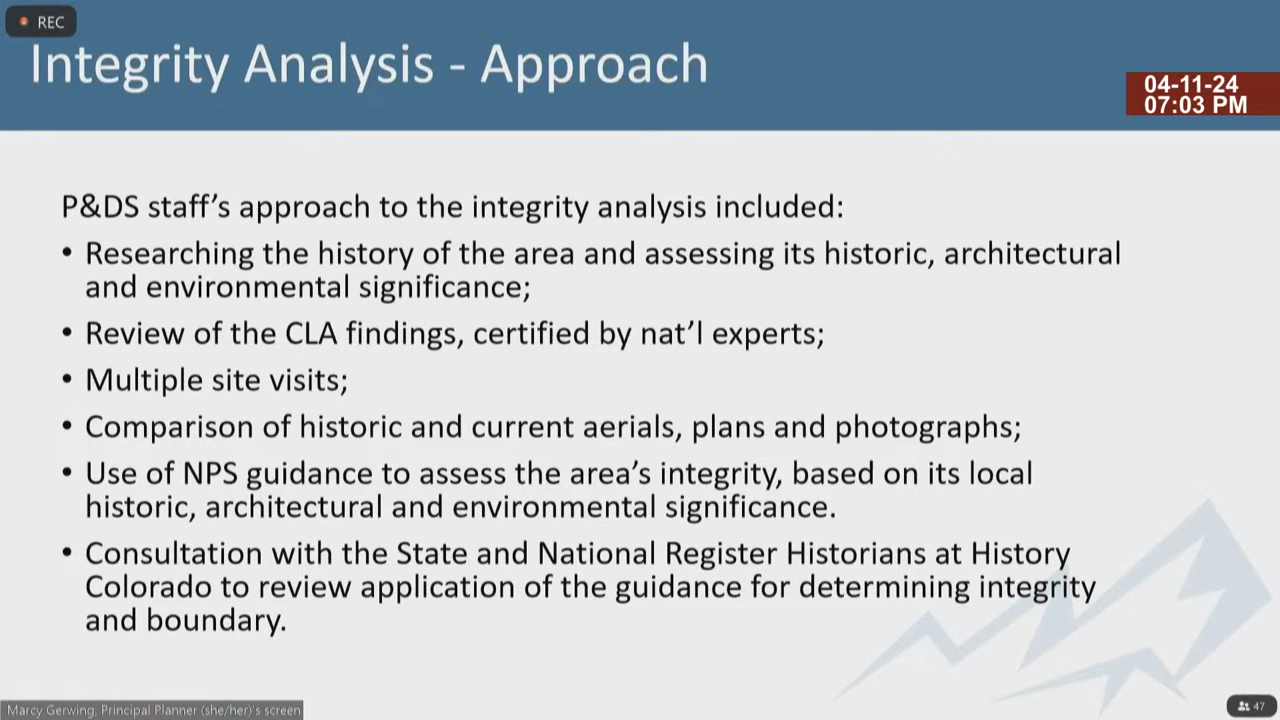 REC
Integrity Analysis - Approach
04-11-24
07:03 PM
P&DS staff’s approach to the integrity analysis included:
• Researching the history of the area and assessing its historic, architectural
and environmental significance;
• Review of the CLA findings, certified by nat’l experts;
• Multiple site visits;
• Comparison of historic and current aerials, plans and photographs;
• Use of NPS guidance to assess the area’s integrity, based on its local
historic, architectural and environmental significance.
• Consultation with the State and National Register Historians at History
Colorado to review application of the guidance for determining integrity
and boundary.
Marcy Gerwing, Principal Planner (she/her)'s screen
47